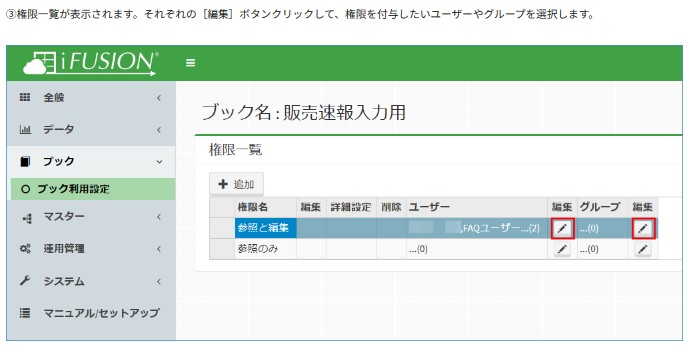 ③権限一覧が表示されます。それぞれの［編集］ボタンクリックして、権限を付与したいユーザーやグループを選択します。
iFUSION®
全般
データ
ブック
ブック利用設定
マスター
運用管理
システム
マニュアル/セットアップ
ブック名 : 販売速報入力用
権限一覧
追加
権限名 編集 詳細設定 削除 ユーザー 編集 グループ 編集
参照と編集 ,FAQユーザー...(2) ...(0)
参照のみ ...(0) ...(0)